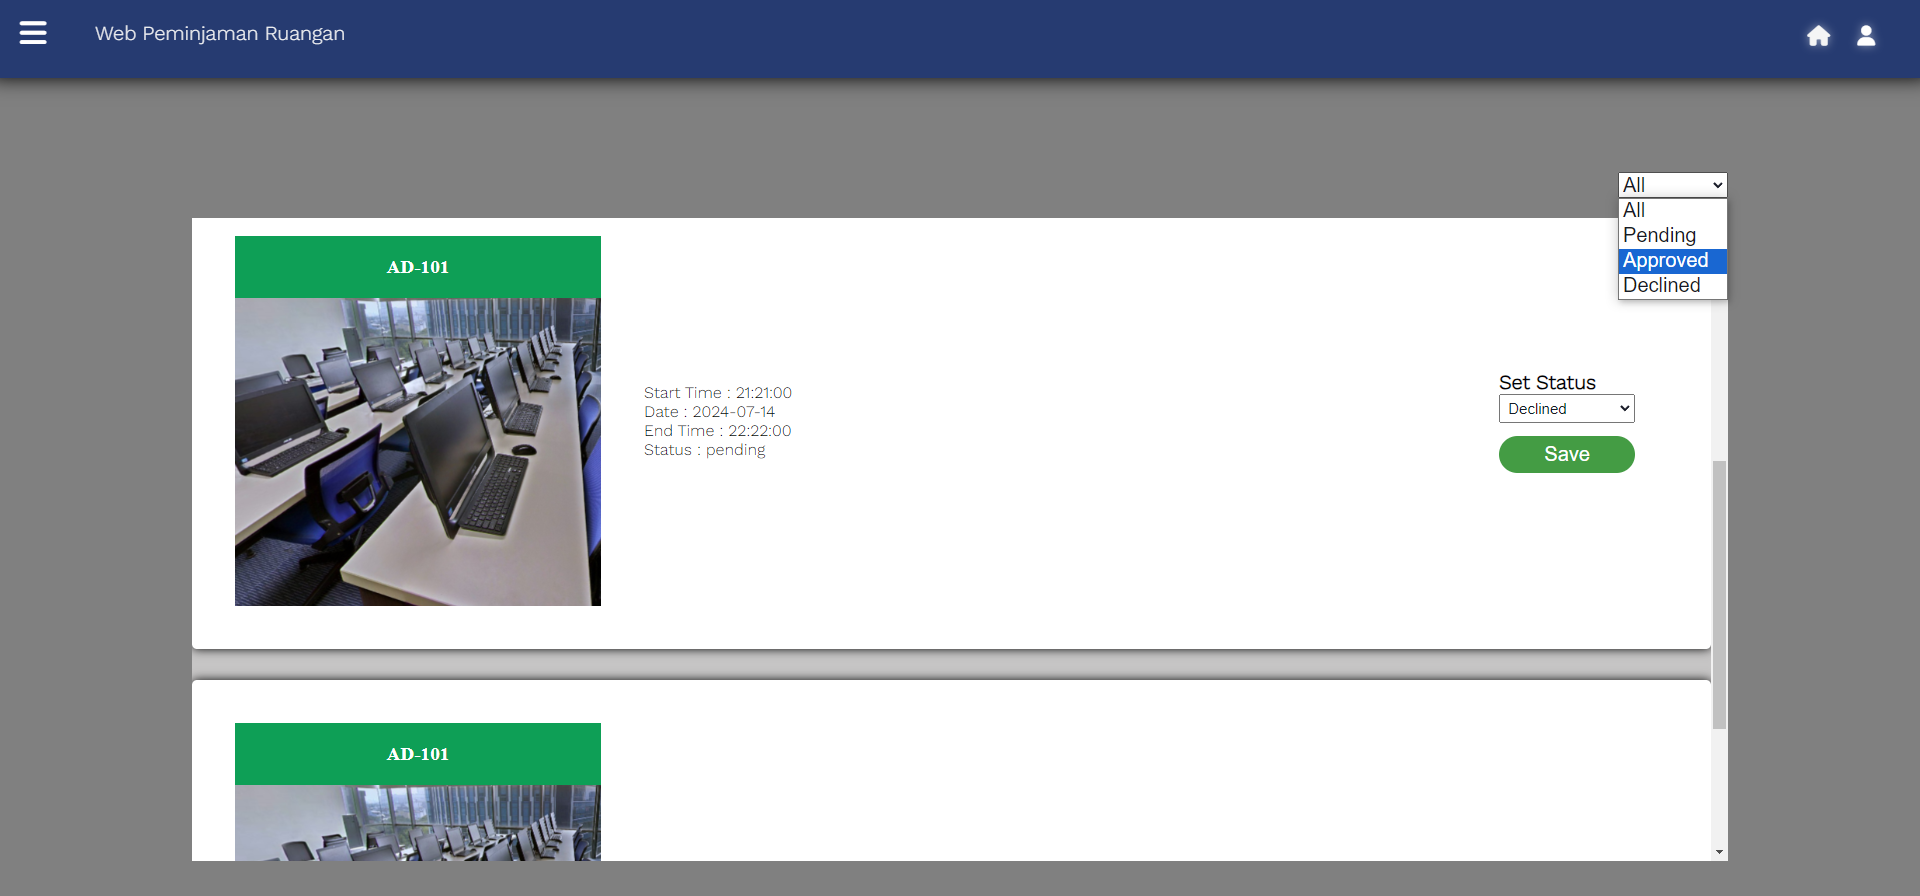 Web Peminjaman Ruangan
All
All
Pending
Approved
Declined
AD-101
Start Time : 21:21:00
Date : 2024-07-14
End Time : 22:22:00
Status : pending
Set Status
Declined
Save
AD-101